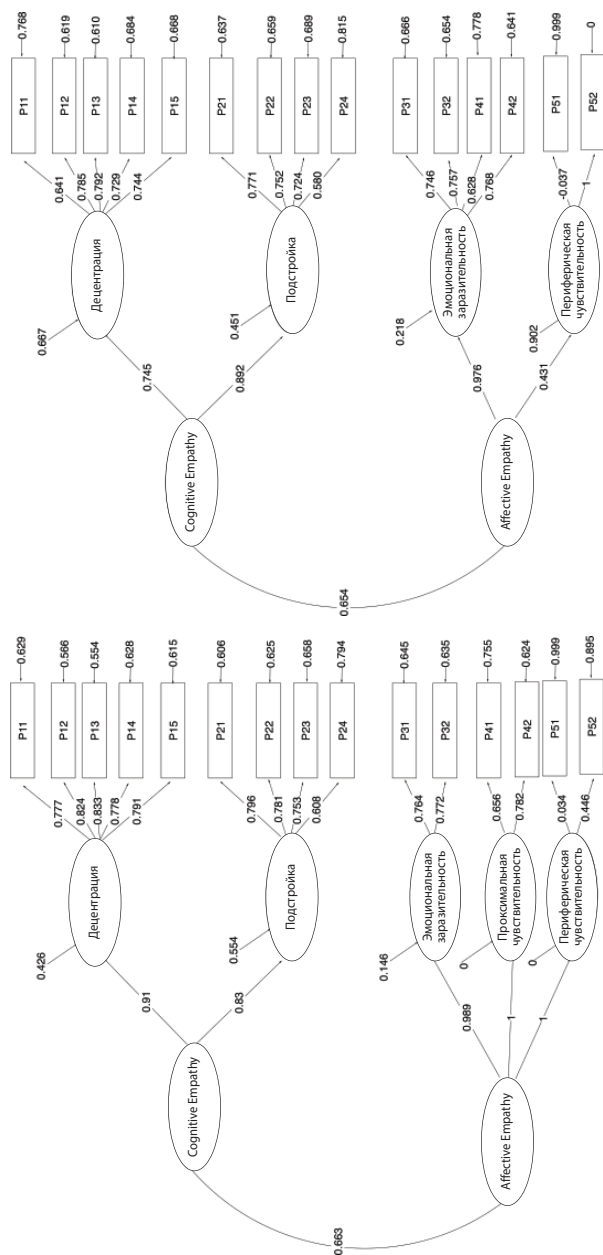 0.663
Cognitive Empathy
Affective Empathy
0.91
0.83
0.989
1
1
0.426
Децентрация
0.554
Подстройка
0.146
Эмоциональная
заразительность
0
Проксимальная
чувствительность
0
Периферическая
чувствительность
0.777
0.824
0.833
0.778
0.791
0.796
0.781
0.753
0.608
0.764
0.772
0.656
0.782
0.034
0.446
P11 0.629
P12 0.566
P13 0.554
P14 0.628
P15 0.615
P21 0.606
P22 0.625
P23 0.658
P24 0.794
P31 0.645
P32 0.635
P41 0.755
P42 0.624
P51 0.999
P52 0.895
0.654
Cognitive Empathy
Affective Empathy
0.745
0.892
0.976
0.431
0.667
Децентрация
0.451
Подстройка
0.218
Эмоциональная
заразительность
0.902
Периферическая
чувствительность
0.641
0.785
0.792
0.729
0.744
0.771
0.752
0.724
0.580
0.746
0.757
0.628
0.768
-0.037
1
P11 0.768
P12 0.619
P13 0.610
P14 0.684
P15 0.668
P21 0.637
P22 0.659
P23 0.689
P24 0.815
P31 0.666
P32 0.654
P41 0.778
P42 0.641
P51 0.999
P52 0